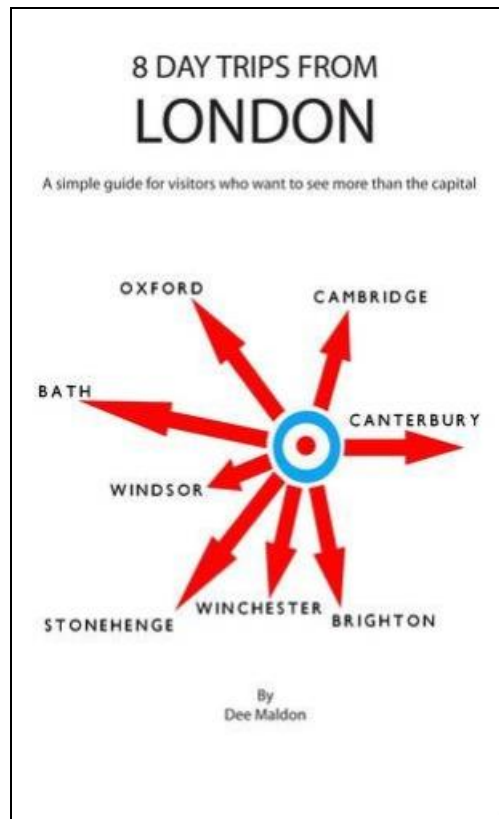 8 DAY TRIPS FROM
LONDON
A simple guide for visitors who want to see more than the capital
OXFORD
CAMBRIDGE
BATH
CANTERBURY
WINDSOR
STONEHENGE
WINCHESTER
BRIGHTON
By
Dee Maldon